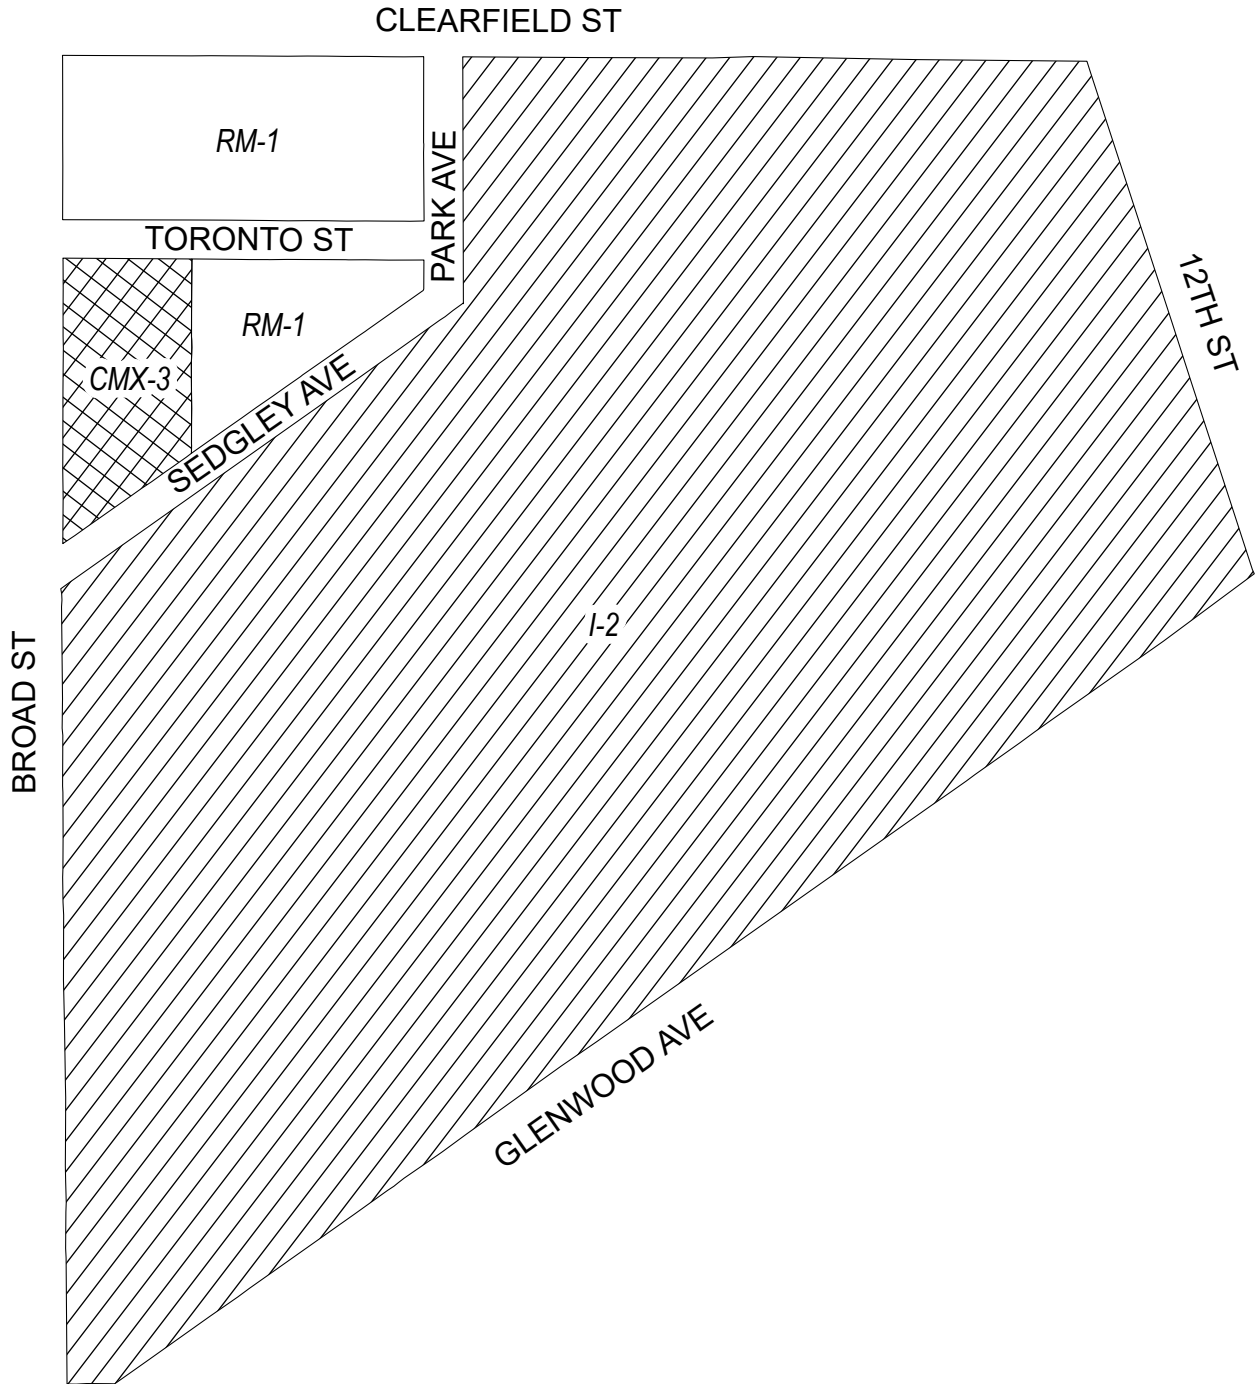 CLEARFIELD ST
RM-1
PARK AVE
TORONTO ST
12TH ST
RM-1
CMX-3
SEDGLEY AVE
I-2
BROAD ST
GLENWOOD AVE